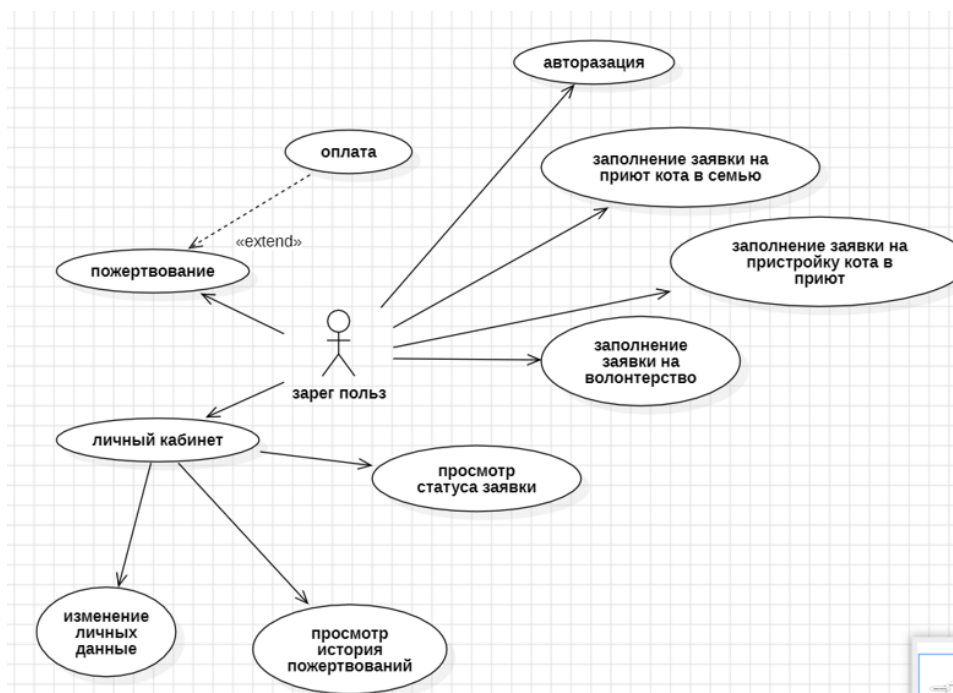 авторазация
оплата
заполнение заявки на
приют кота в семью
«extend»
заполнение заявки на
пристройку кота в
приют
пожертвование
заполнение
заявки на
волонтерство
зарег польз
личный кабинет
просмотр
статуса заявки
изменение
личных
данные
просмотр
история
пожертвований